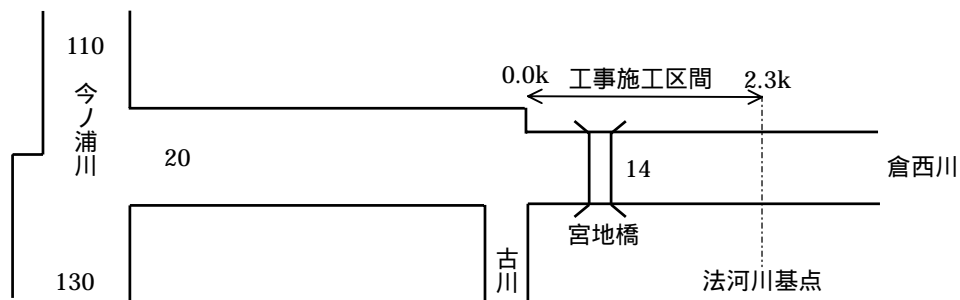 110
0.0k
工事施工区間
2.3k
今ノ浦川
20
14
倉西川
宮地橋
古川
130
法河川基点